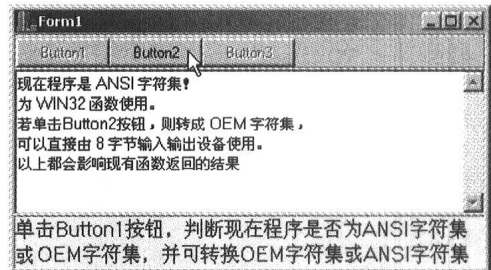 Form1
Button1 Button2 Button3
现在程序是 ANSI 字符集!
为 WIN32 函数使用。
若单击Button2按钮，则转成 OEM 字符集，
可以直接由 8 字节输入输出设备使用。
以上都会影响现有函数返回的结果
单击Button1按钮，判断现在程序是否为ANSI字符集
或OEM字符集，并可转换OEM字符集或ANSI字符集